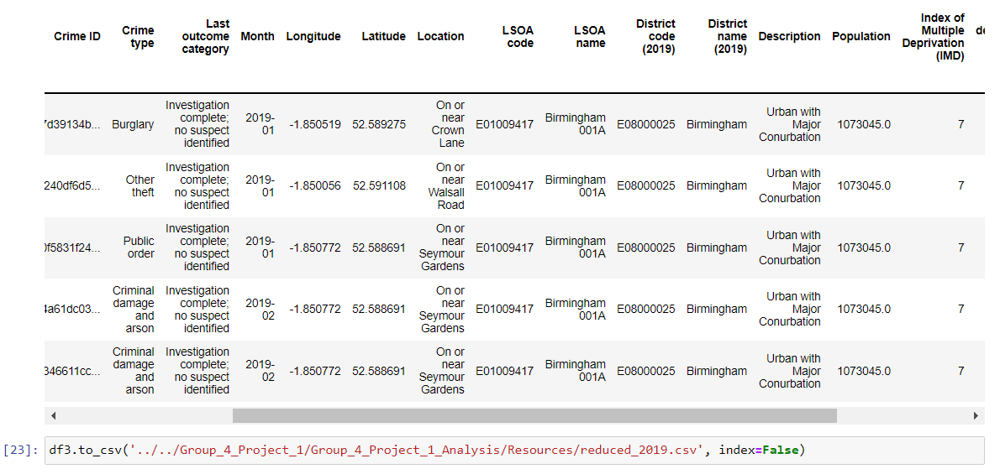 Crime ID Crime type Last outcome category Month Longitude Latitude Location LSOA code LSOA name District code (2019) District name (2019) Description Population Index of Multiple Deprivation (IMD)
7d39134b... Burglary Investigation complete; no suspect identified 2019-01 -1.850519 52.589275 On or near Crown Lane E01009417 Birmingham 001A E08000025 Birmingham Urban with Major Conurbation 1073045.0 7
240df6d5... Other theft Investigation complete; no suspect identified 2019-01 -1.850056 52.591108 On or near Walsall Road E01009417 Birmingham 001A E08000025 Birmingham Urban with Major Conurbation 1073045.0 7
0f5831f24... Public order Investigation complete; no suspect identified 2019-01 -1.850772 52.588691 On or near Seymour Gardens E01009417 Birmingham 001A E08000025 Birmingham Urban with Major Conurbation 1073045.0 7
4a61dc03... Criminal damage and arson Investigation complete; no suspect identified 2019-02 -1.850772 52.588691 On or near Seymour Gardens E01009417 Birmingham 001A E08000025 Birmingham Urban with Major Conurbation 1073045.0 7
346611cc... Criminal damage and arson Investigation complete; no suspect identified 2019-02 -1.850772 52.588691 On or near Seymour Gardens E01009417 Birmingham 001A E08000025 Birmingham Urban with Major Conurbation 1073045.0 7
[23]: df3.to_csv('../../Group_4_Project_1/Group_4_Project_1_Analysis/Resources/reduced_2019.csv', index=False)